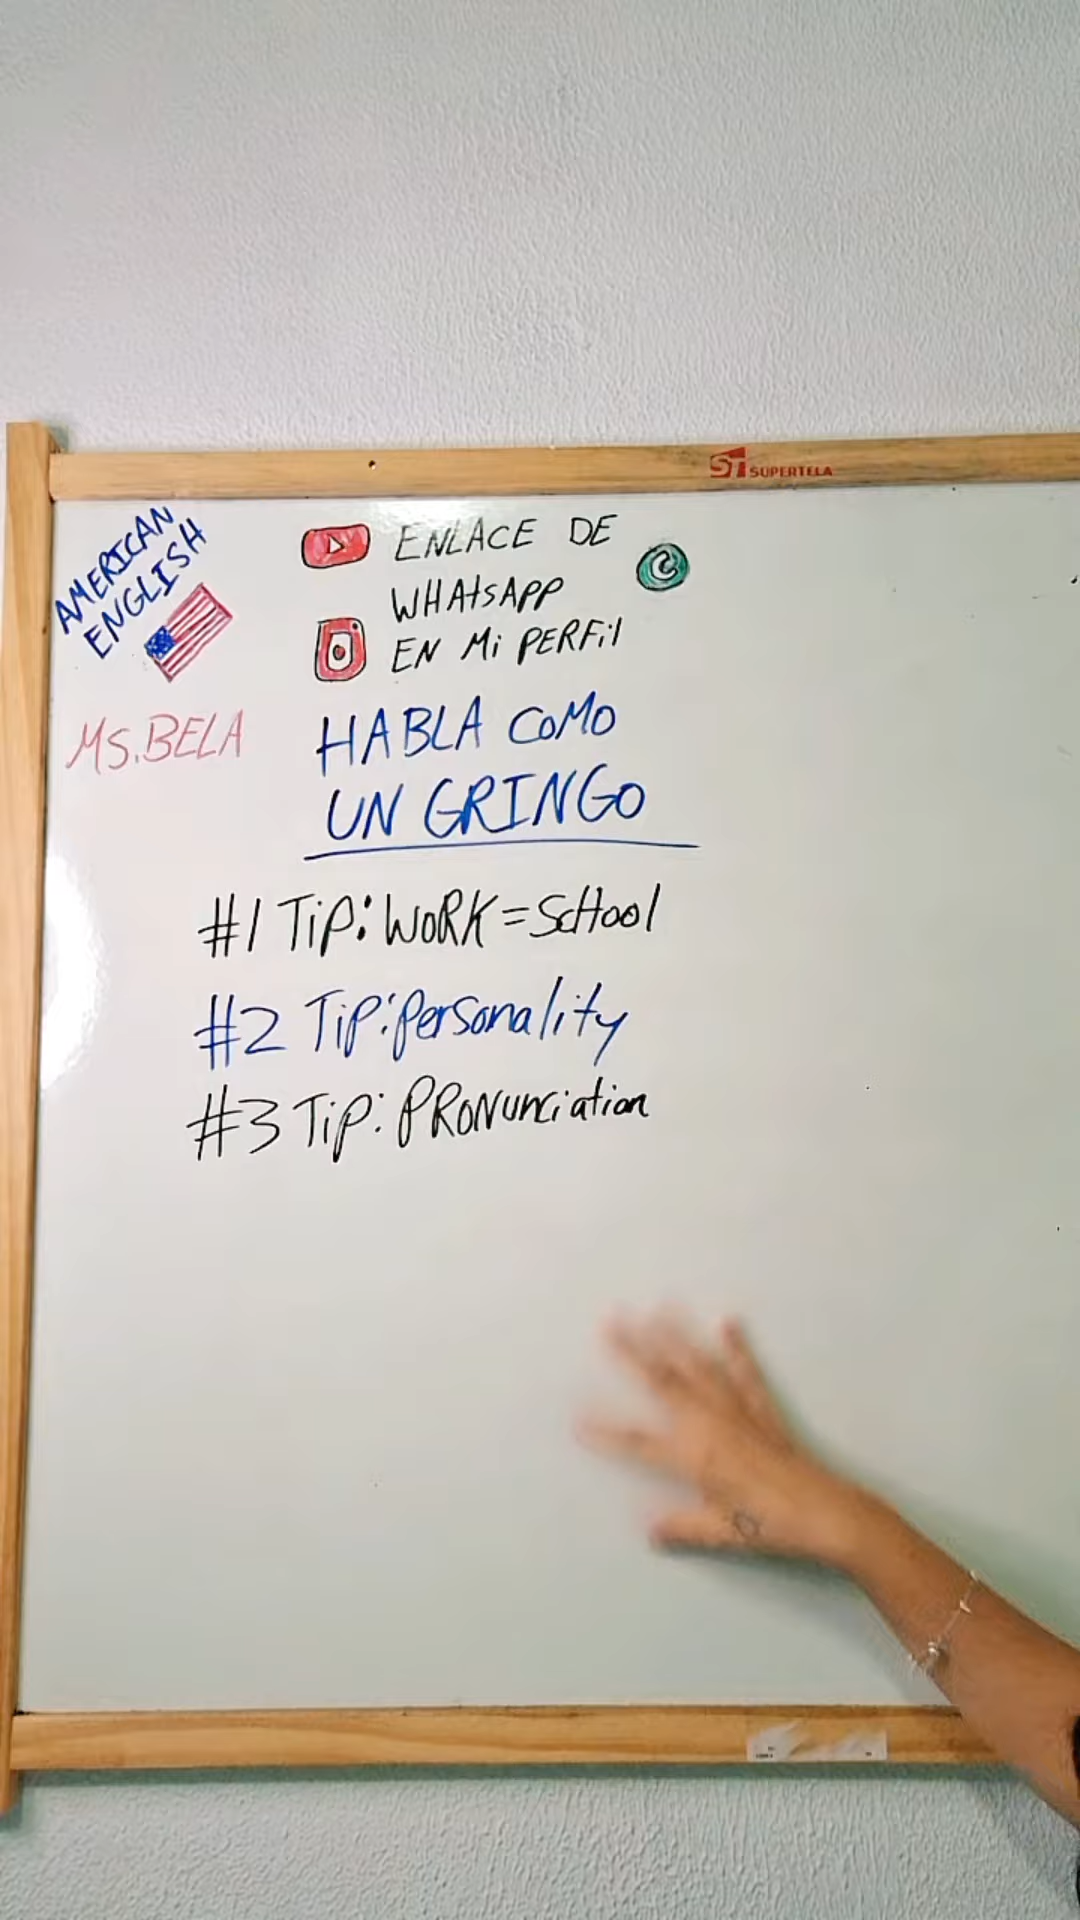 ST SUPERTELA
AMERICAN
ENGLISH
ENLACE DE
WHAtSAPP
EN Mi PERFil
MS.BELA
HABLA COMO
UN GRINGO
#1 TiP: WORK = SCHOOl
#2 TiP: Personality
#3 TiP: PRONUnciation